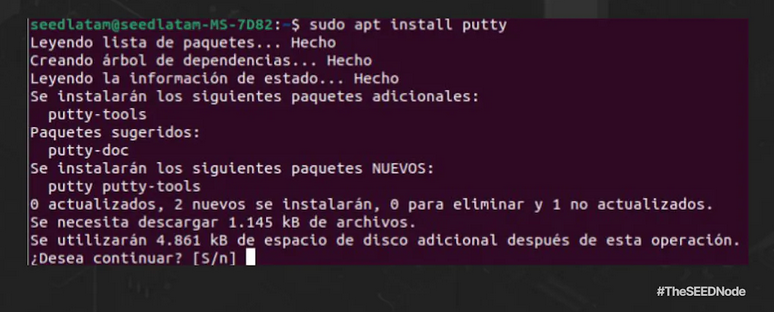 seedlatam@seedlatam-MS-7D82:~$ sudo apt install putty
Leyendo lista de paquetes... Hecho
Creando árbol de dependencias... Hecho
Leyendo la información de estado... Hecho
Se instalarán los siguientes paquetes adicionales:
  putty-tools
Paquetes sugeridos:
  putty-doc
Se instalarán los siguientes paquetes NUEVOS:
  putty putty-tools
0 actualizados, 2 nuevos se instalarán, 0 para eliminar y 1 no actualizados.
Se necesita descargar 1.145 kB de archivos.
Se utilizarán 4.861 kB de espacio de disco adicional después de esta operación.
¿Desea continuar? [S/n]
#TheSEEDNode